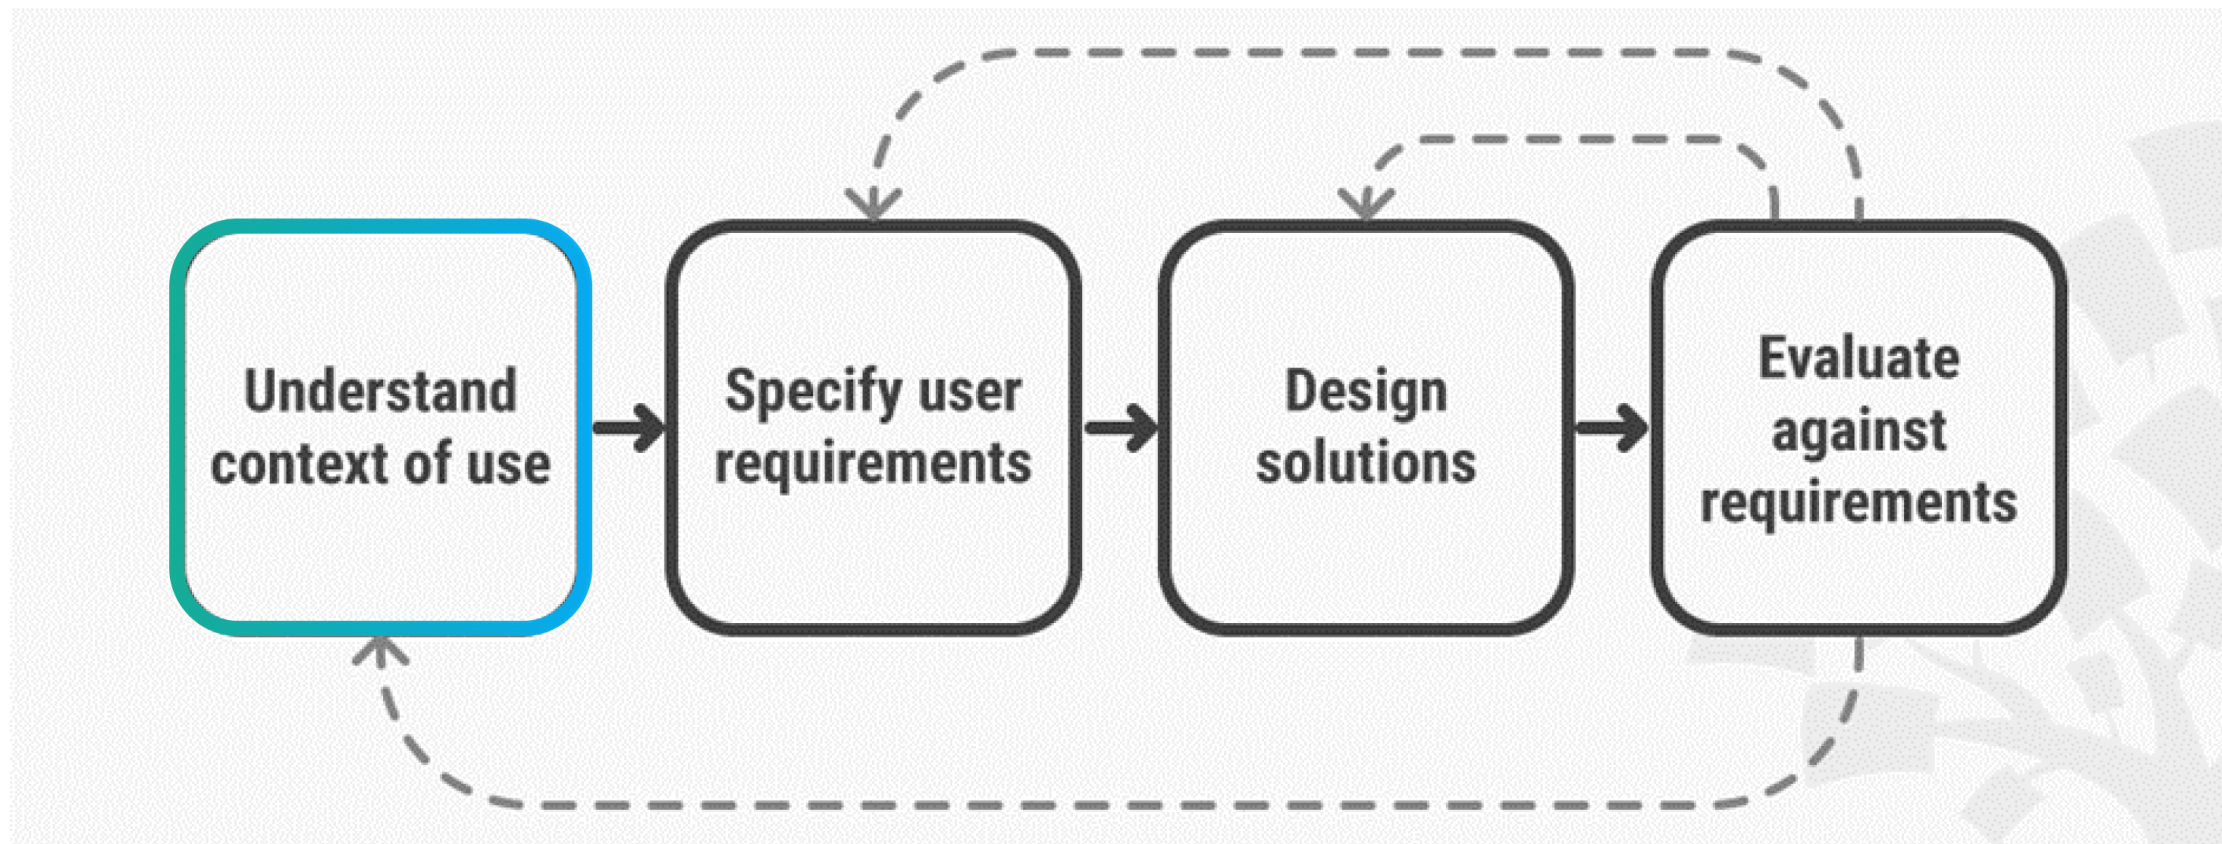 Understand
context of use
Specify user
requirements
Design
solutions
Evaluate
against
requirements